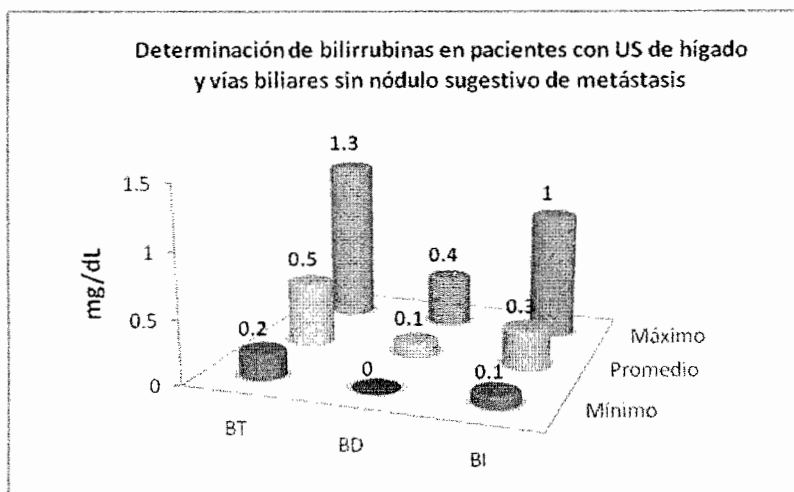 Determinación de bilirrubinas en pacientes con US de hígado
y vías biliares sin nódulo sugestivo de metástasis
1.3
1
1.5
mg/dL
1
0.5
0.4
0.5
0.2
0.1
0.3
0
0
0.1
Máximo
Promedio
Mínimo
BT
BD
BI